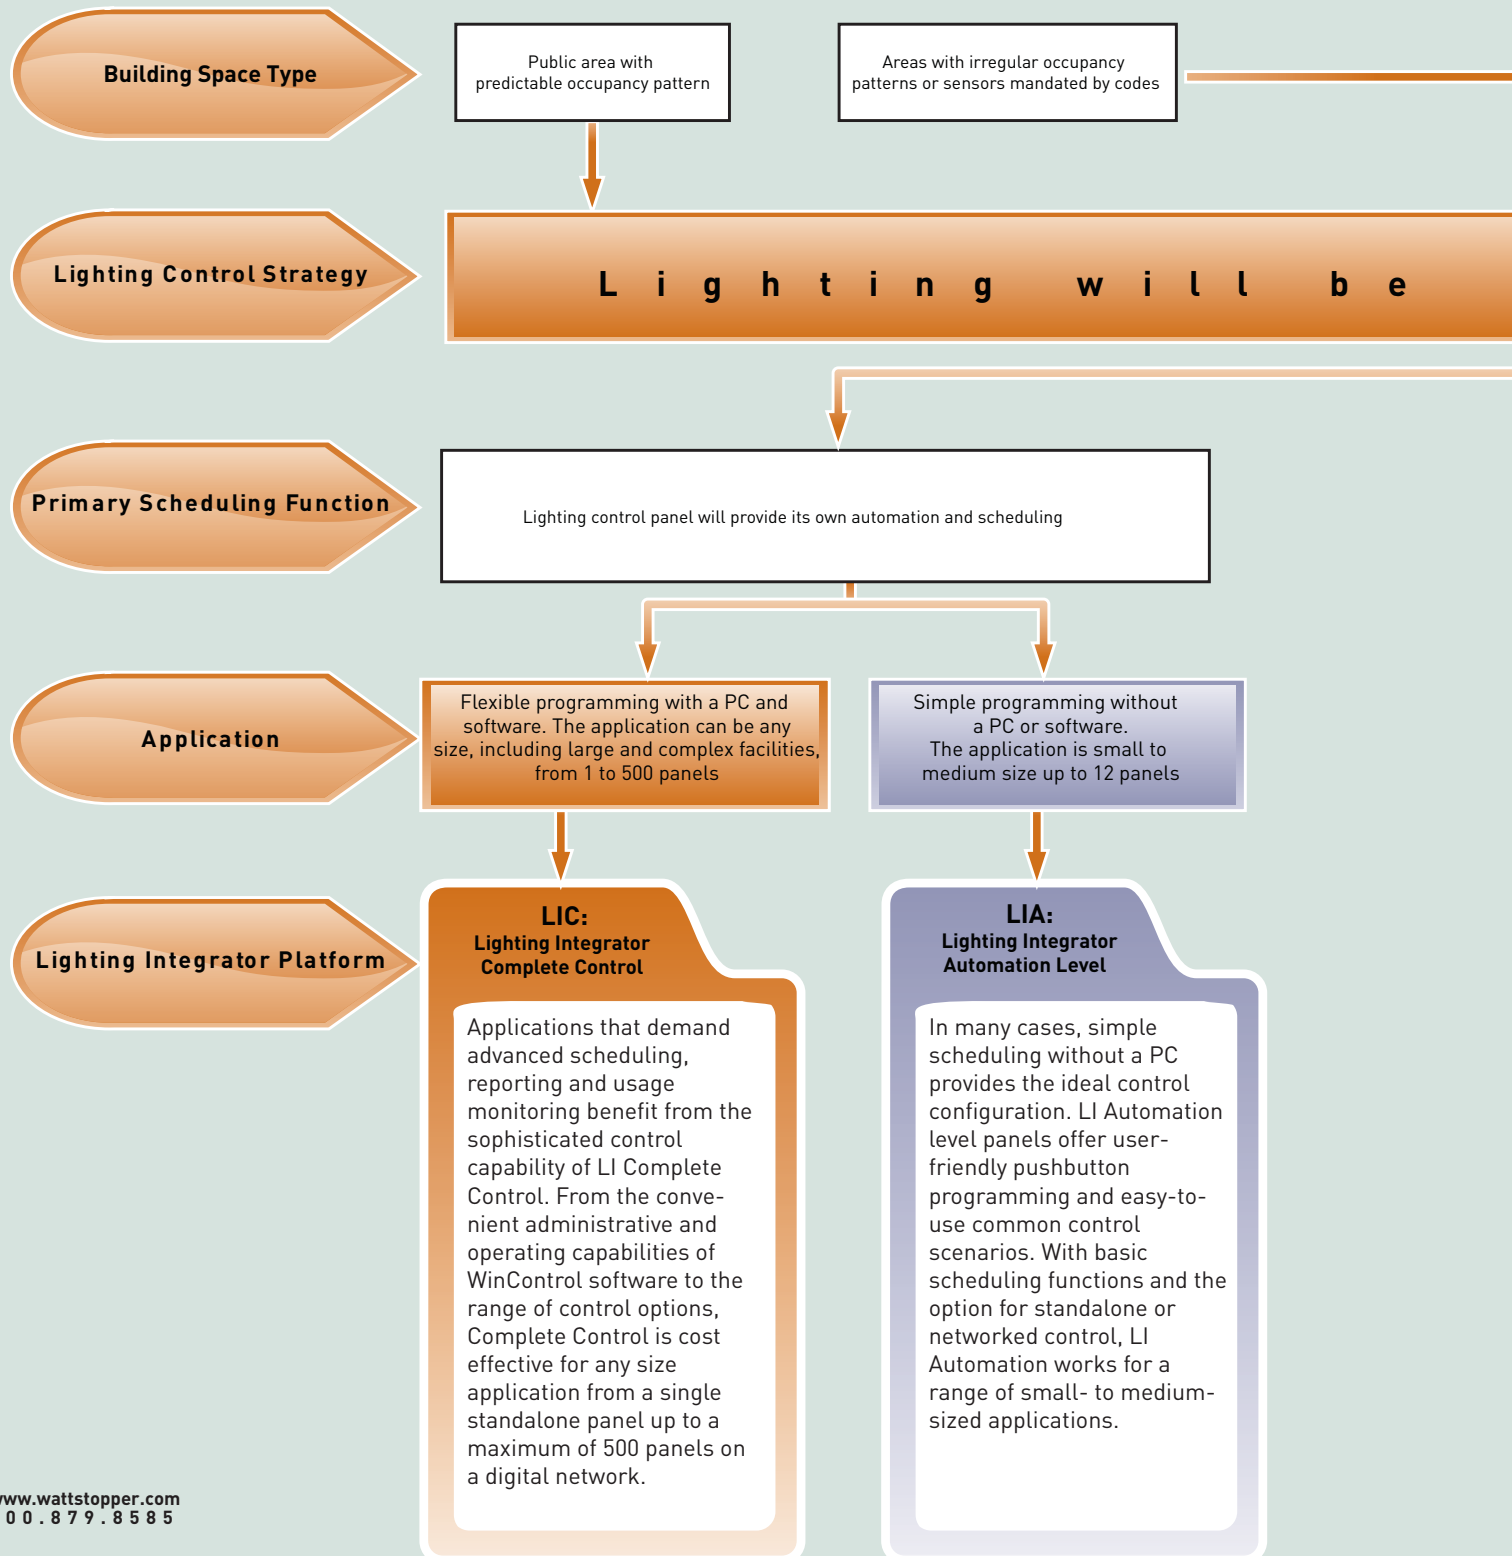 Building Space Type
Public area with
predictable occupancy pattern
Areas with irregular occupancy
patterns or sensors mandated by codes
Lighting Control Strategy
Lighting will be
Primary Scheduling Function
Lighting control panel will provide its own automation and scheduling
Application
Flexible programming with a PC and
software. The application can be any
size, including large and complex facilities,
from 1 to 500 panels
Simple programming without
a PC or software.
The application is small to
medium size up to 12 panels
Lighting Integrator Platform
LIC:
Lighting Integrator
Complete Control
Applications that demand
advanced scheduling,
reporting and usage
monitoring benefit from the
sophisticated control
capability of LI Complete
Control. From the conve-
nient administrative and
operating capabilities of
WinControl software to the
range of control options,
Complete Control is cost
effective for any size
application from a single
standalone panel up to a
maximum of 500 panels on
a digital network.
LIA:
Lighting Integrator
Automation Level
In many cases, simple
scheduling without a PC
provides the ideal control
configuration. LI Automation
level panels offer user-
friendly pushbutton
programming and easy-to-
use common control
scenarios. With basic
scheduling functions and the
option for standalone or
networked control, LI
Automation works for a
range of small- to medium-
sized applications.
www.wattstopper.com
00.879.8585